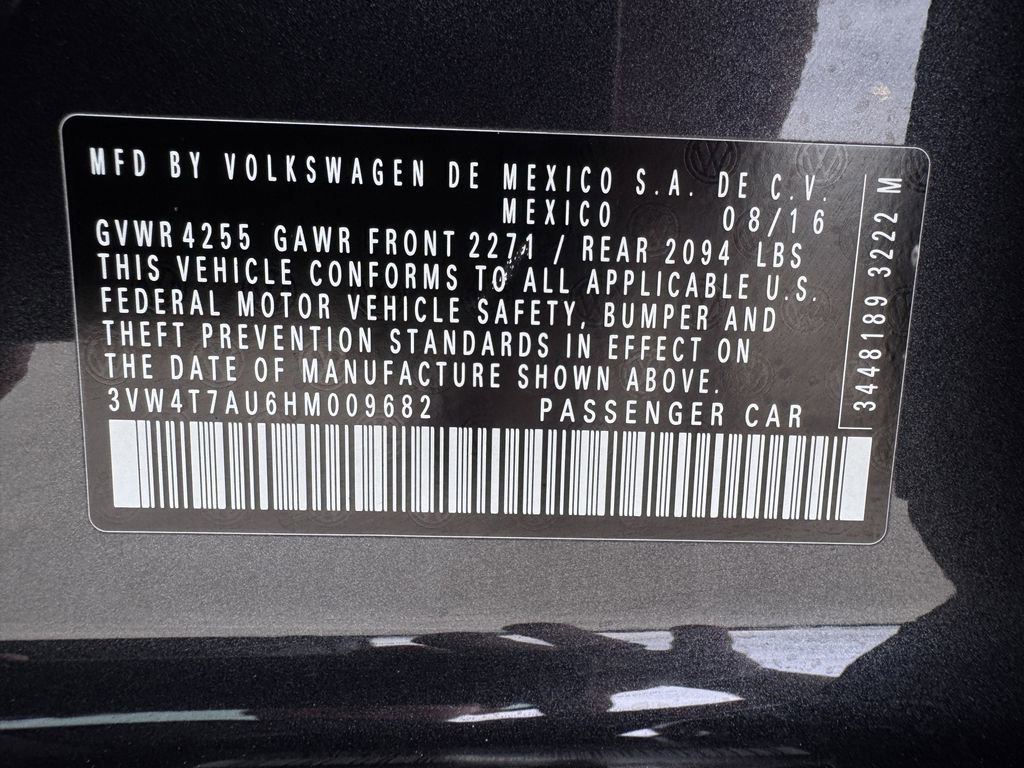 MFD BY VOLKSWAGEN DE MEXICO S.A. DE C.V.
MEXICO 08/16
GVWR 4255 GAWR FRONT 2271 / REAR 2094 LBS
THIS VEHICLE CONFORMS TO ALL APPLICABLE U.S.
FEDERAL MOTOR VEHICLE SAFETY, BUMPER AND
THEFT PREVENTION STANDARDS IN EFFECT ON
THE DATE OF MANUFACTURE SHOWN ABOVE.
3VW4T7AU6HM009682 PASSENGER CAR
3448189 3222 M